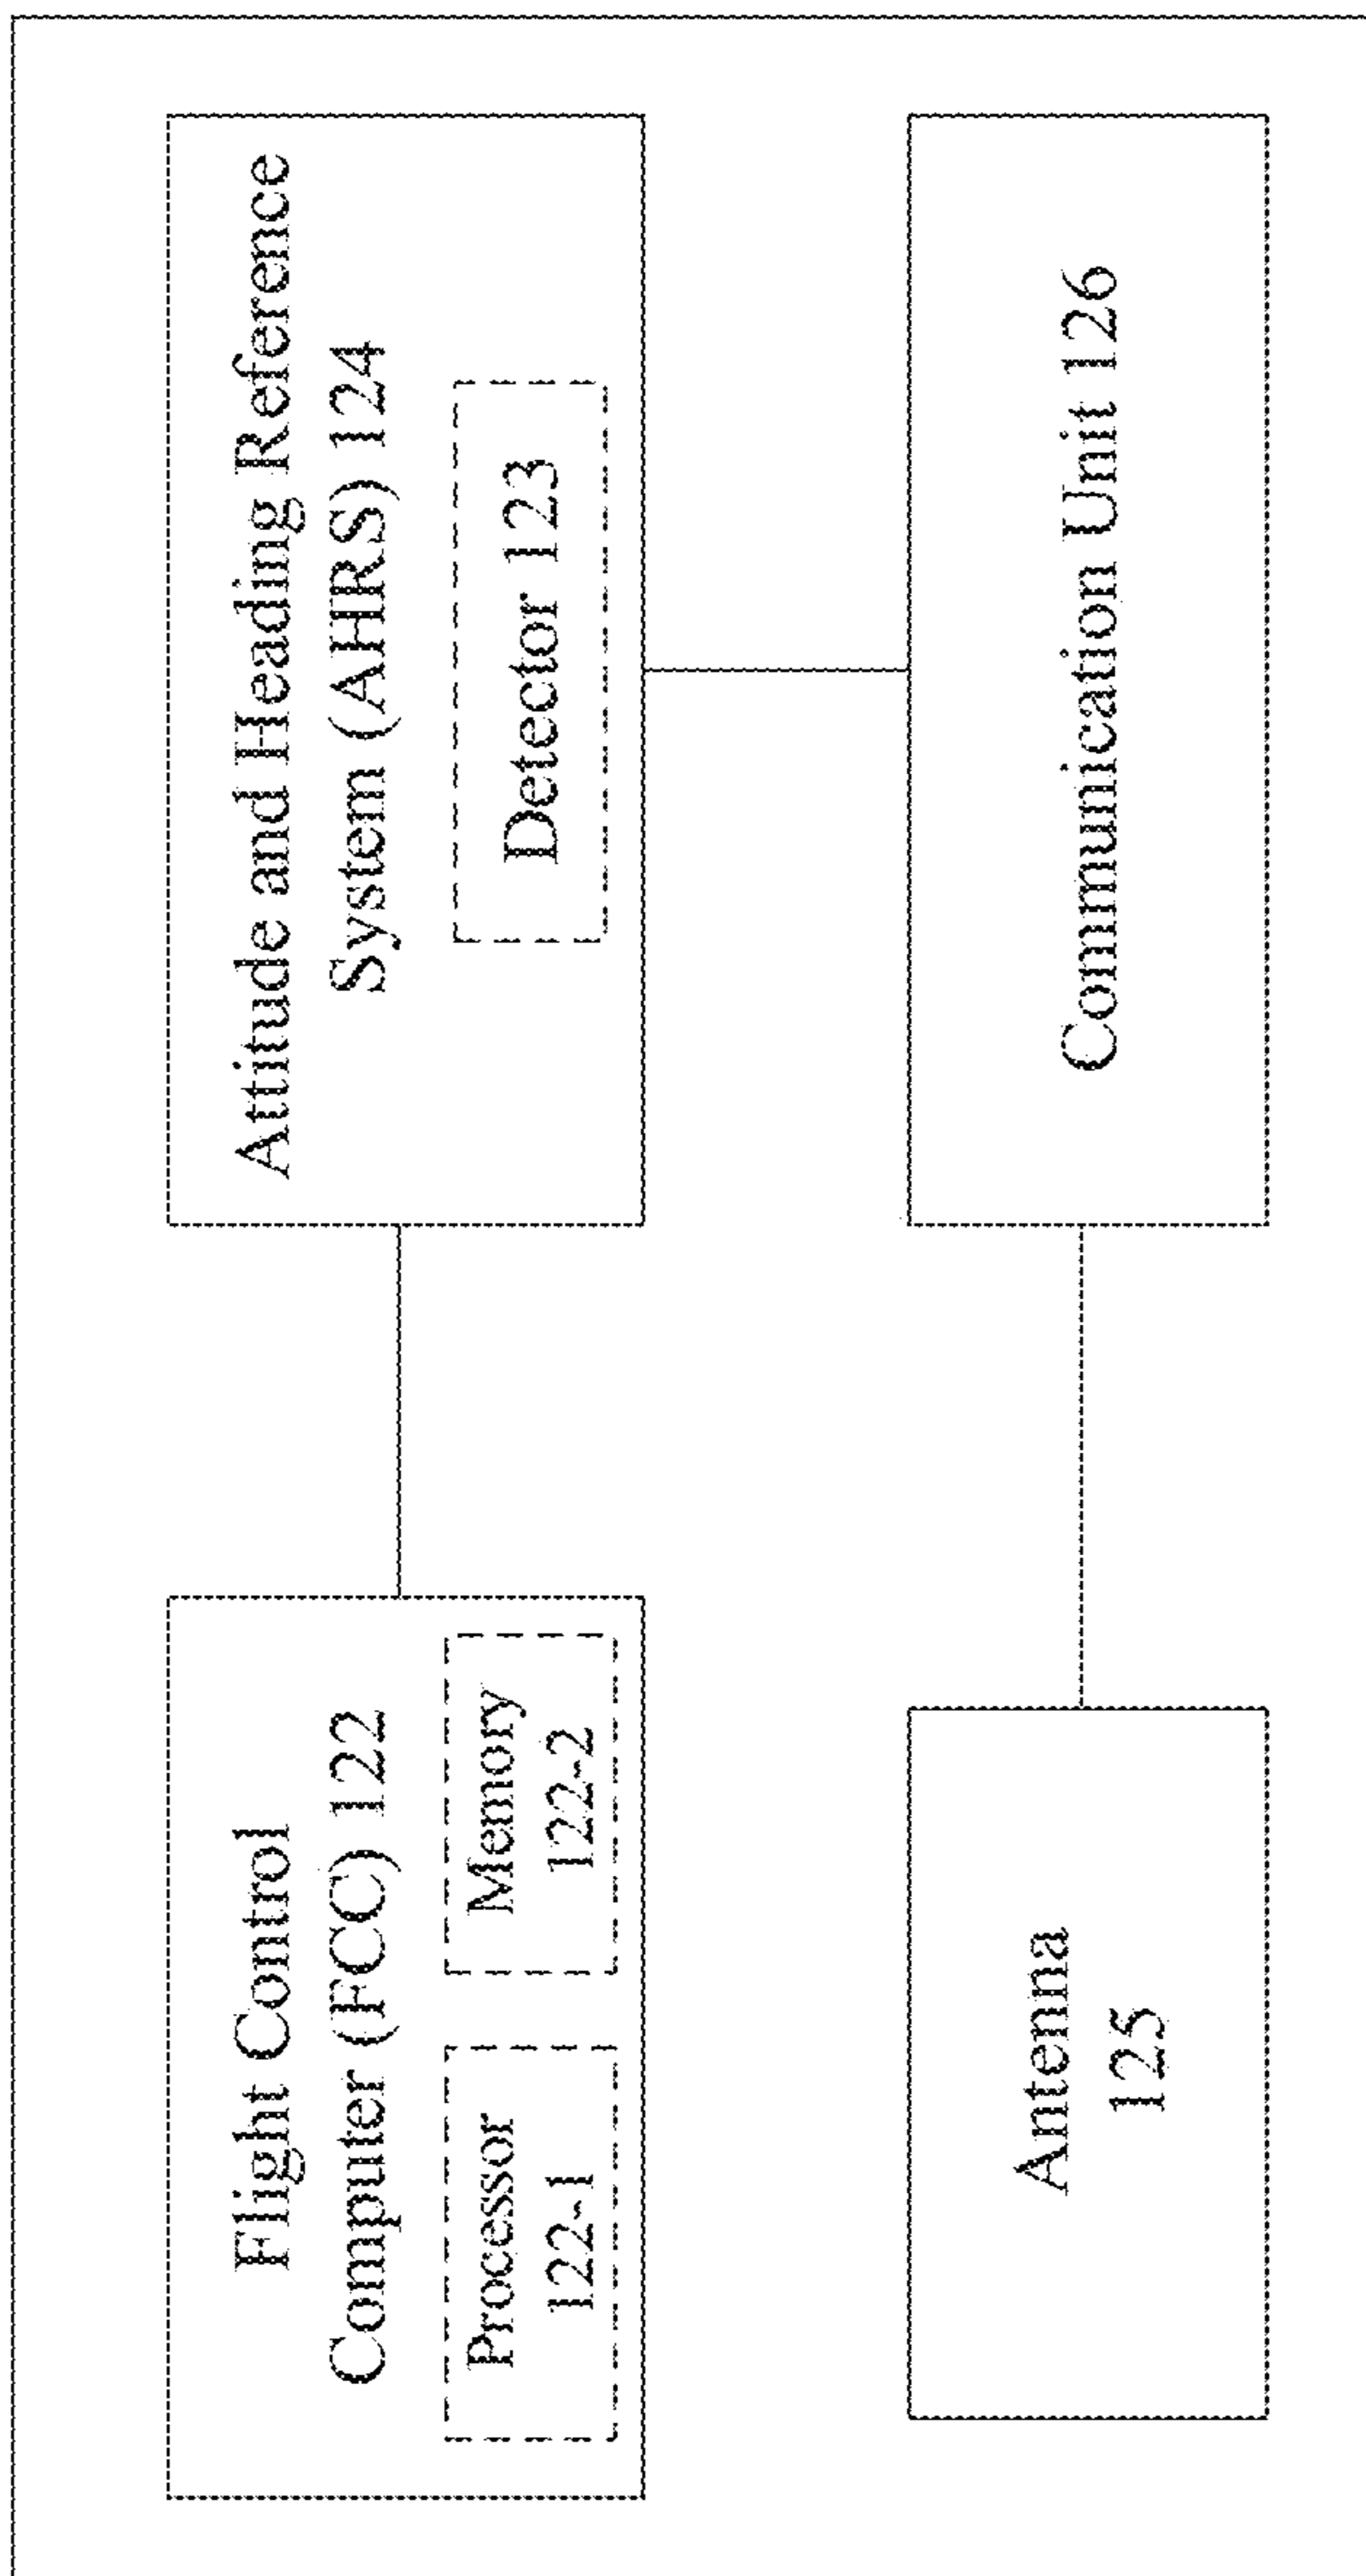 Flight Control
Computer (FCC) 122
Processor
122-1
Memory
122-2
Attitude and Heading Reference
System (AHRS) 124
Detector 123
Antenna
125
Communication Unit 126